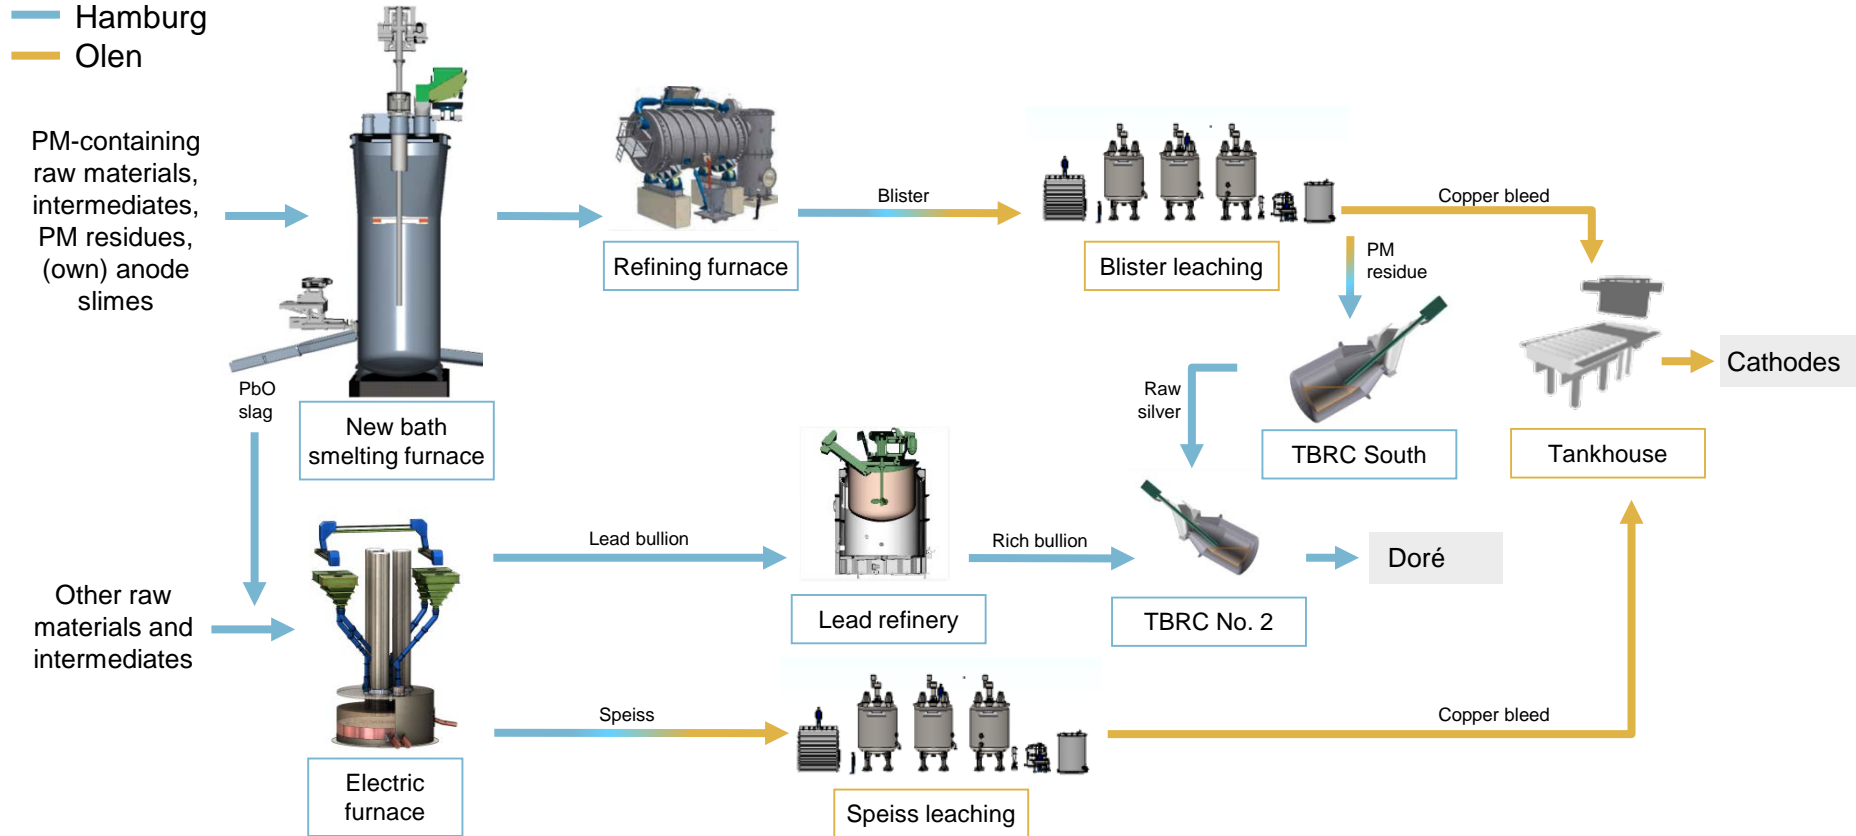 Hamburg
Olen
PM-containing
raw materials,
intermediates,
PM residues,
(own) anode
slimes
Refining furnace
Blister
Blister leaching
Copper bleed
PM
residue
PbO
slag
New bath
smelting furnace
Raw
silver
TBRC South
Tankhouse
Cathodes
Other raw
materials and
intermediates
Lead bullion
Lead refinery
Rich bullion
TBRC No. 2
Doré
Electric
furnace
Speiss
Speiss leaching
Copper bleed